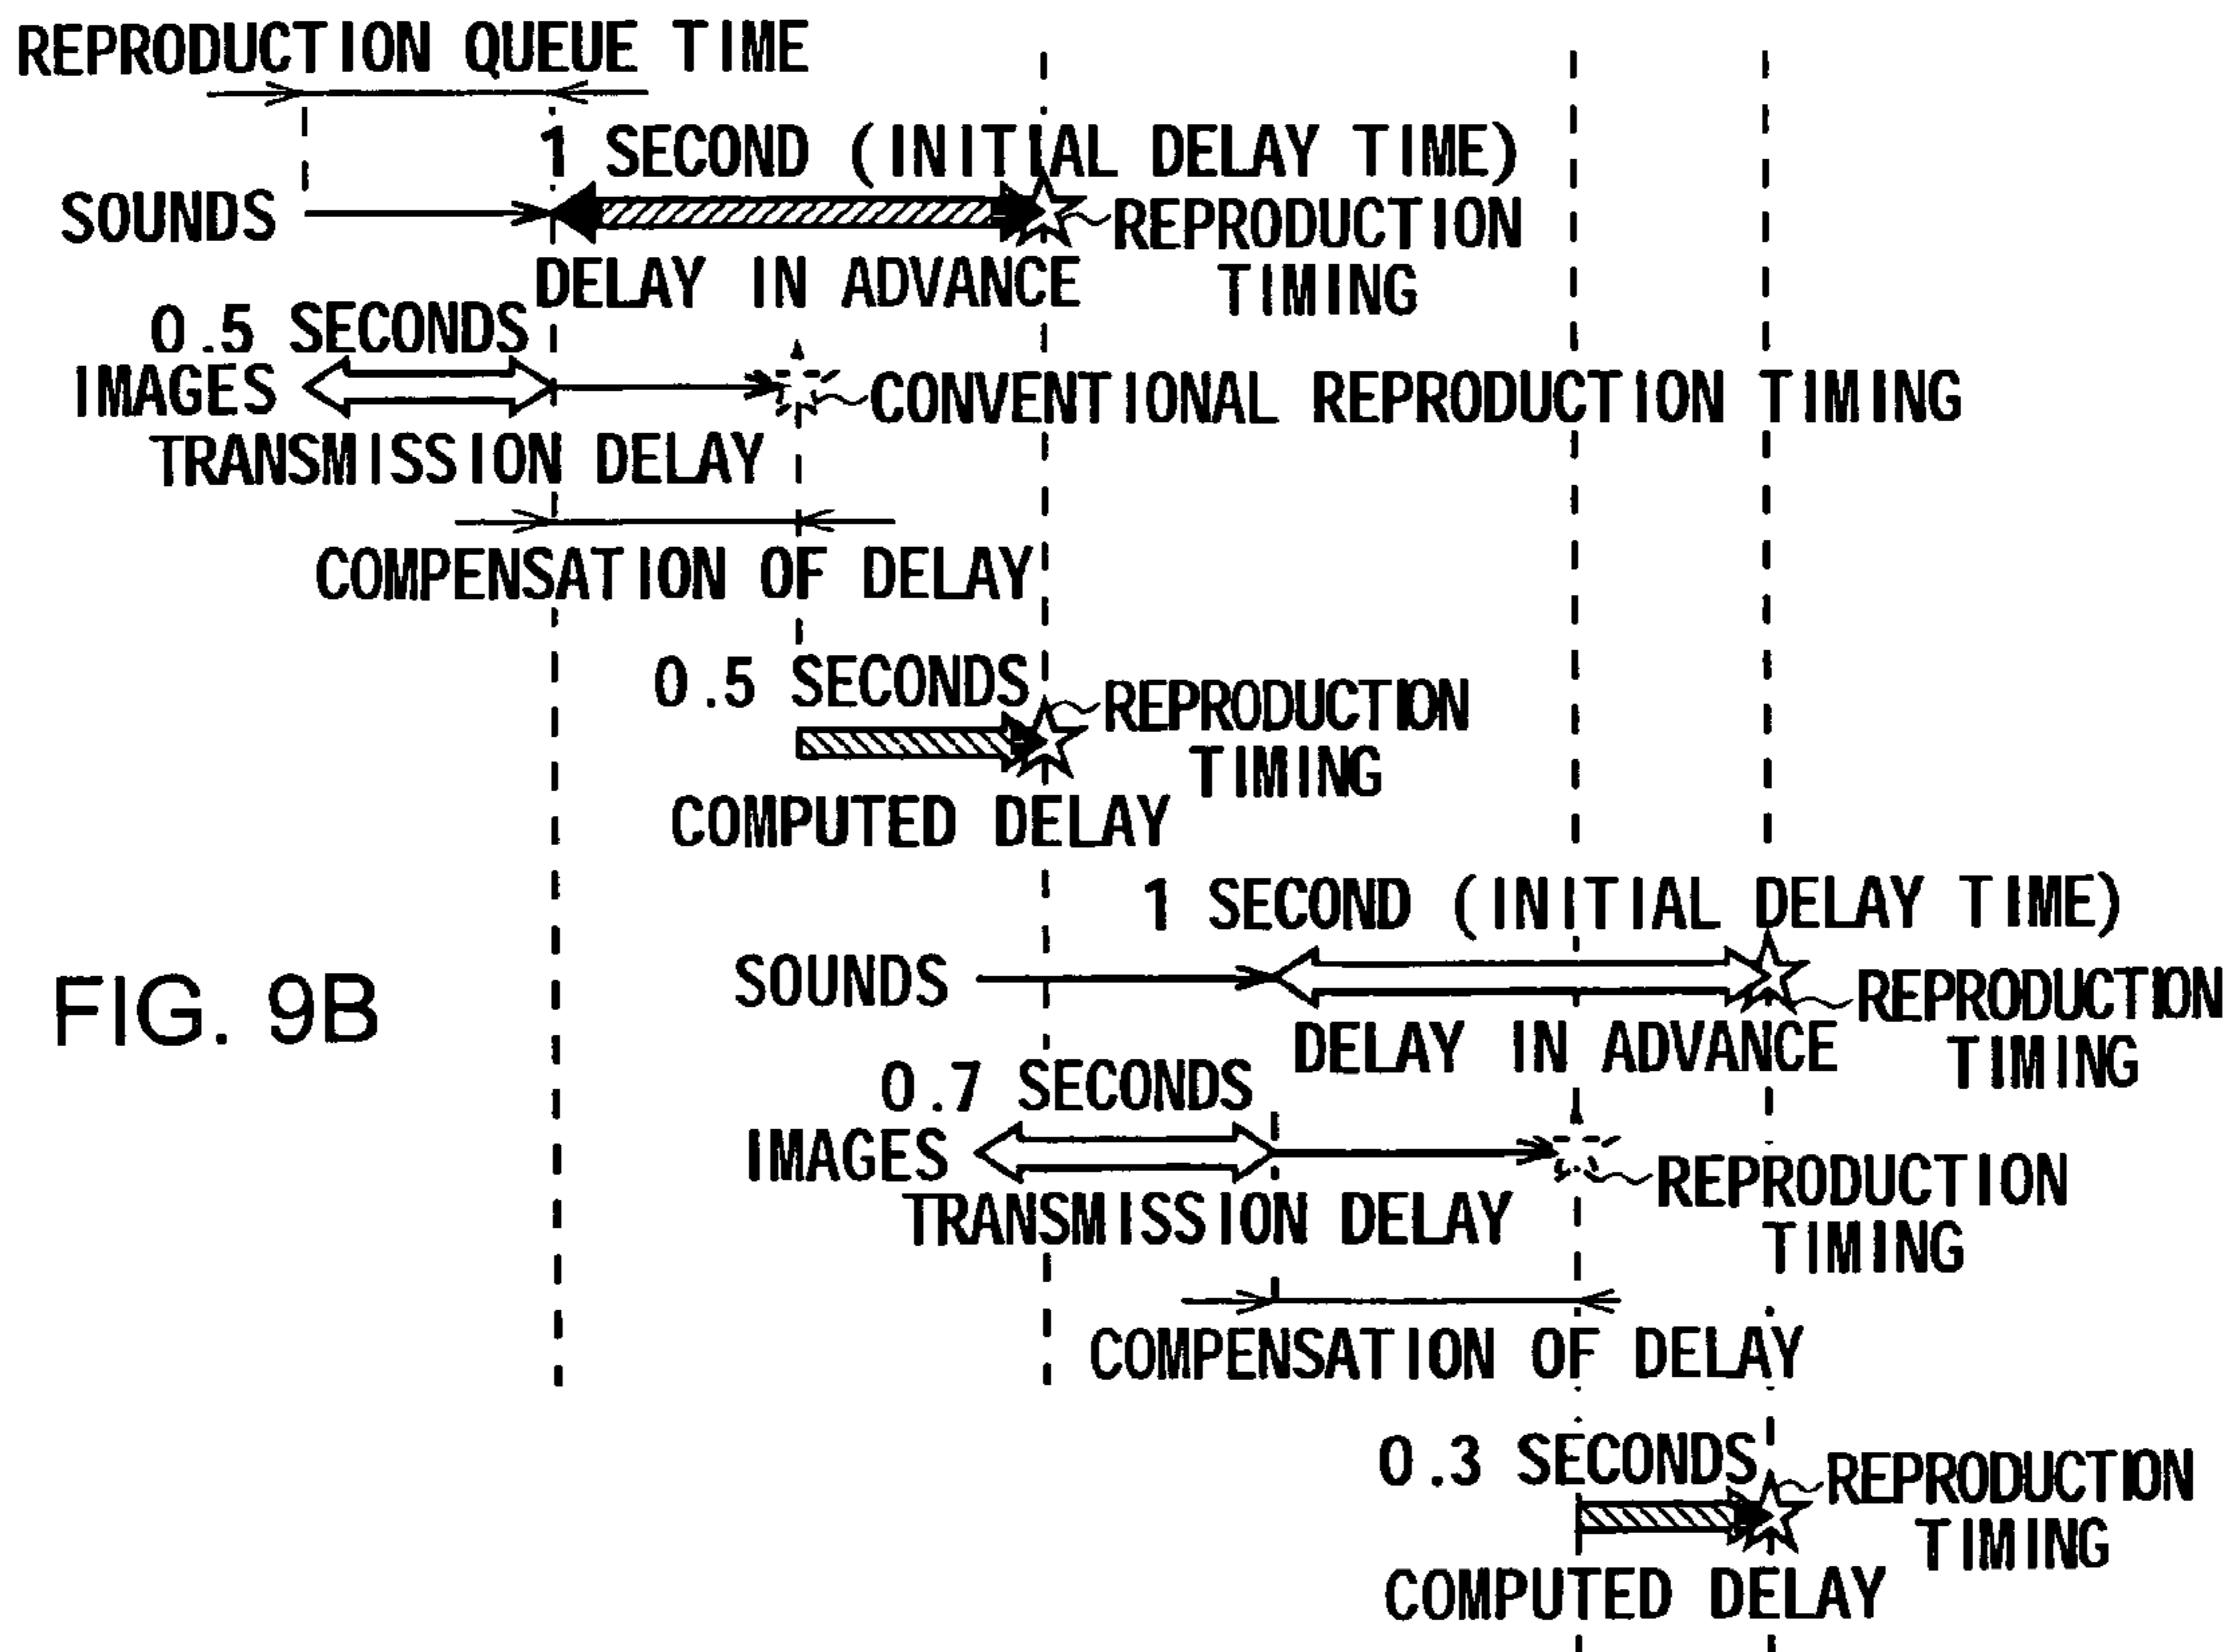 REPRODUCTION QUEUE TIME
1 SECOND (INITIAL DELAY TIME)
SOUNDS
REPRODUCTION
TIMING
DELAY IN ADVANCE
0.5 SECONDS
IMAGES
CONVENTIONAL REPRODUCTION TIMING
TRANSMISSION DELAY
COMPENSATION OF DELAY
0.5 SECONDS
REPRODUCTION
TIMING
COMPUTED DELAY
1 SECOND (INITIAL DELAY TIME)
SOUNDS
FIG. 9B
REPRODUCTION
TIMING
DELAY IN ADVANCE
0.7 SECONDS
IMAGES
REPRODUCTION
TIMING
TRANSMISSION DELAY
COMPENSATION OF DELAY
0.3 SECONDS
REPRODUCTION
TIMING
COMPUTED DELAY